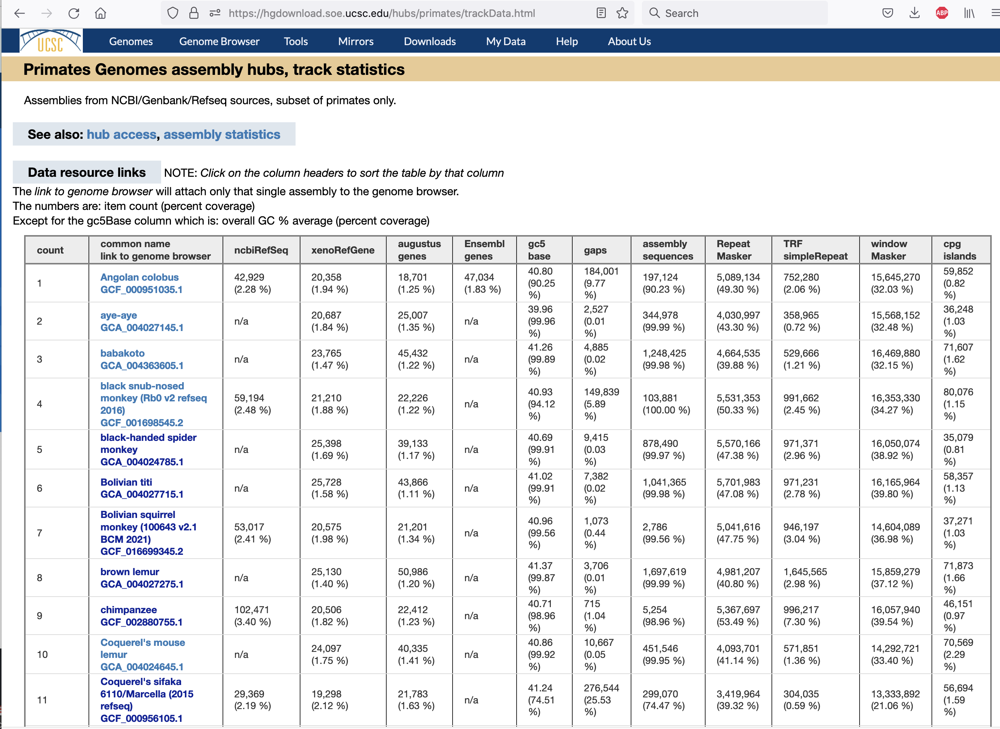 https://hgdownload.soe.ucsc.edu/hubs/primates/trackData.html
Search
ABP
UCSC
Genomes Genome Browser Tools Mirrors Downloads My Data Help About Us
Primates Genomes assembly hubs, track statistics
Assemblies from NCBI/Genbank/Refseq sources, subset of primates only.
See also: hub access, assembly statistics
Data resource links NOTE: Click on the column headers to sort the table by that column
The link to genome browser will attach only that single assembly to the genome browser.
The numbers are: item count (percent coverage)
Except for the gc5Base column which is: overall GC % average (percent coverage)
count common name link to genome browser ncbiRefSeq xenoRefGene augustus genes Ensembl genes gc5 base gaps assembly sequences Repeat Masker TRF simpleRepeat window Masker cpg islands
1 Angolan colobus GCF_000951035.1 42,929 (2.28 %) 20,358 (1.94 %) 18,701 (1.25 %) 47,034 (1.83 %) 40.80 (90.25 %) 184,001 (9.77 %) 197,124 (90.23 %) 5,089,134 (49.30 %) 752,280 (2.06 %) 15,645,270 (32.03 %) 59,852 (0.82 %)
2 aye-aye GCA_004027145.1 n/a 20,687 (1.84 %) 25,007 (1.35 %) n/a 39.96 (99.96 %) 2,527 (0.01 %) 344,978 (99.99 %) 4,030,997 (43.30 %) 358,965 (0.72 %) 15,568,152 (32.48 %) 36,248 (1.03 %)
3 babakoto GCA_004363605.1 n/a 23,765 (1.47 %) 45,432 (1.22 %) n/a 41.26 (99.89 %) 4,885 (0.02 %) 1,248,425 (99.98 %) 4,664,535 (39.88 %) 529,666 (1.21 %) 16,469,880 (32.15 %) 71,607 (1.62 %)
4 black snub-nosed monkey (Rb0 v2 refseq 2016) GCF_001698545.2 59,194 (2.48 %) 21,210 (1.88 %) 22,226 (1.22 %) n/a 40.93 (94.12 %) 149,839 (5.89 %) 103,881 (100.00 %) 5,531,353 (50.33 %) 991,662 (2.45 %) 16,353,330 (34.27 %) 80,076 (1.15 %)
5 black-handed spider monkey GCA_004024785.1 n/a 25,398 (1.69 %) 39,133 (1.17 %) n/a 40.69 (99.91 %) 9,415 (0.03 %) 878,490 (99.97 %) 5,570,166 (47.38 %) 971,371 (2.96 %) 16,050,074 (38.92 %) 35,079 (0.81 %)
6 Bolivian titi GCA_004027715.1 n/a 25,728 (1.58 %) 43,866 (1.11 %) n/a 41.02 (99.91 %) 7,382 (0.02 %) 1,041,365 (99.98 %) 5,701,983 (47.08 %) 971,231 (2.78 %) 16,165,964 (39.80 %) 58,357 (1.13 %)
7 Bolivian squirrel monkey (100643 v2.1 BCM 2021) GCF_016699345.2 53,017 (2.41 %) 20,575 (1.98 %) 21,201 (1.34 %) n/a 40.96 (99.56 %) 1,073 (0.44 %) 2,786 (99.56 %) 5,041,616 (47.75 %) 946,197 (3.04 %) 14,604,089 (36.98 %) 37,271 (1.03 %)
8 brown lemur GCA_004027275.1 n/a 25,130 (1.40 %) 50,986 (1.20 %) n/a 41.37 (99.87 %) 3,706 (0.01 %) 1,697,619 (99.99 %) 4,981,207 (40.80 %) 1,645,565 (2.98 %) 15,859,279 (37.12 %) 71,873 (1.66 %)
9 chimpanzee GCF_002880755.1 102,471 (3.40 %) 20,506 (1.82 %) 22,412 (1.23 %) n/a 40.71 (98.96 %) 715 (1.04 %) 5,254 (98.96 %) 5,367,697 (53.49 %) 996,217 (7.30 %) 16,057,940 (39.54 %) 46,151 (0.97 %)
10 Coquerel's mouse lemur GCA_004024645.1 n/a 24,097 (1.75 %) 40,335 (1.41 %) n/a 40.86 (99.92 %) 10,667 (0.05 %) 451,546 (99.95 %) 4,093,701 (41.14 %) 571,851 (1.36 %) 14,292,721 (33.40 %) 70,569 (2.29 %)
11 Coquerel's sifaka 6110/Marcella (2015 refseq) GCF_000956105.1 29,369 (2.19 %) 19,298 (2.12 %) 21,783 (1.63 %) n/a 41.24 (74.51 %) 276,544 (25.53 %) 299,070 (74.47 %) 3,419,964 (39.32 %) 304,035 (0.59 %) 13,333,892 (21.06 %) 56,694 (1.59 %)